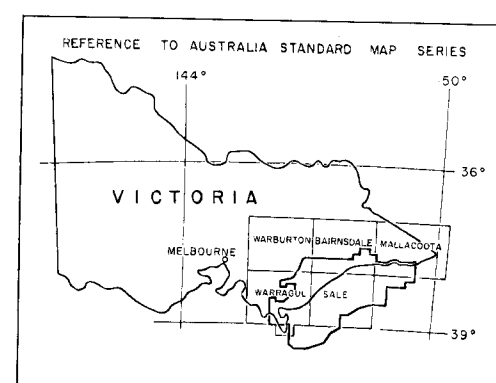 REFERENCE TO AUSTRALIA STANDARD MAP SERIES
144°
50°
36°
VICTORIA
WARBURTON BAIRNSDALE MALLACOOTA
MELBOURNE
WARRAGUL SALE
39°